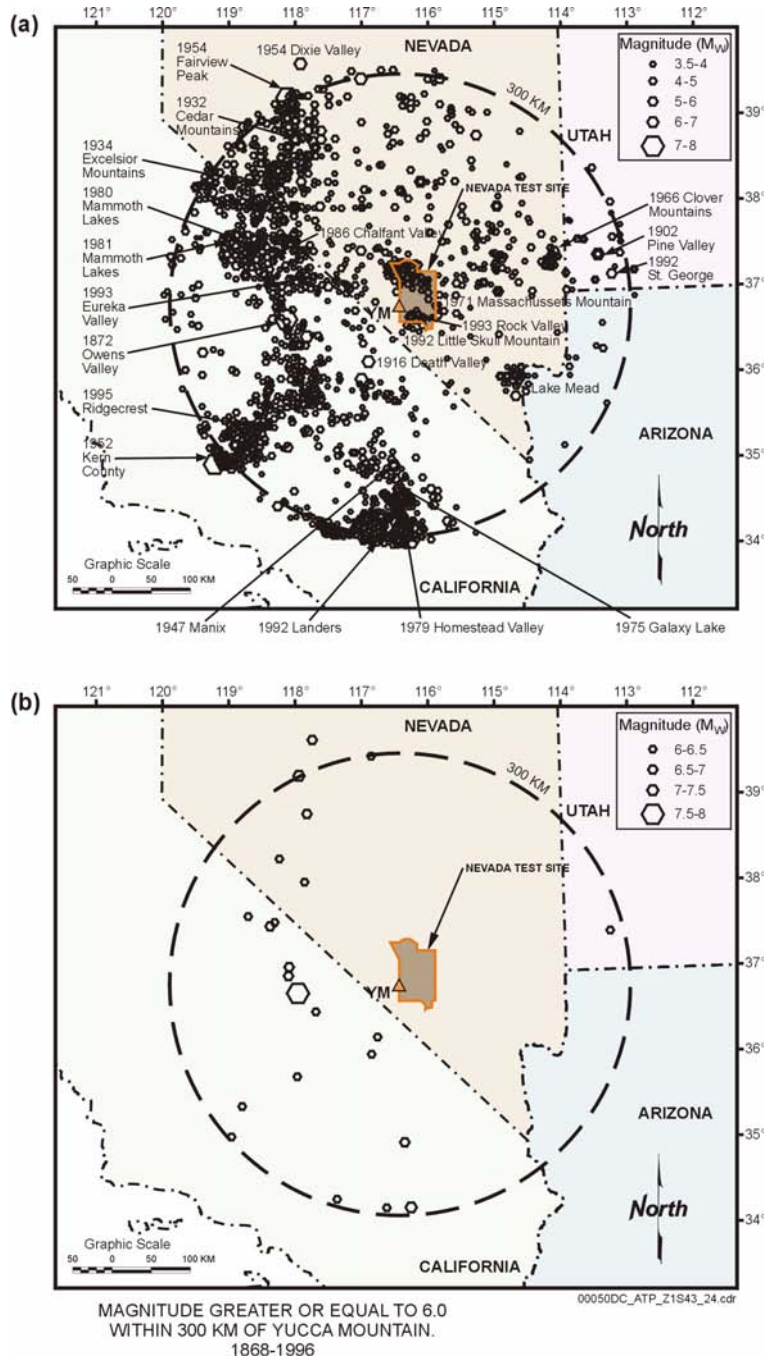 121° 120° 119° 118° 117° 116° 115° 114° 113° 112°
(a)
1954
Fairview
Peak
1954 Dixie Valley
NEVADA
Magnitude (Mw)
3.5-4
4-5
5-6
6-7
7-8
39°
300 KM
1932
Cedar
Mountains
UTAH
1934
Excelsior
Mountains
38°
NEVADA TEST SITE
1980
Mammoth
Lakes
1966 Clover
Mountains
1986 Chalfant Valley
1902
Pine Valley
1981
Mammoth
Lakes
1992
St. George
37°
1993
Eureka
Valley
1971 Massachussets Mountain
YM
1993 Rock Valley
1992 Little Skull Mountain
1872
Owens
Valley
1916 Death Valley
36°
Lake Mead
1995
Ridgecrest
ARIZONA
1952
Kern
County
35°
North
34°
Graphic Scale
50 0 50 100 KM
CALIFORNIA
1947 Manix
1992 Landers
1979 Homestead Valley
1975 Galaxy Lake
121° 120° 119° 118° 117° 116° 115° 114° 113° 112°
(b)
NEVADA
Magnitude (Mw)
6-6.5
6.5-7
7-7.5
7.5-8
300 KM
39°
UTAH
38°
NEVADA TEST SITE
37°
YM
36°
ARIZONA
35°
North
34°
Graphic Scale
50 0 50 100 KM
CALIFORNIA
00050DC_ATP_Z1S43_24.cdr
MAGNITUDE GREATER OR EQUAL TO 6.0
WITHIN 300 KM OF YUCCA MOUNTAIN.
1868-1996